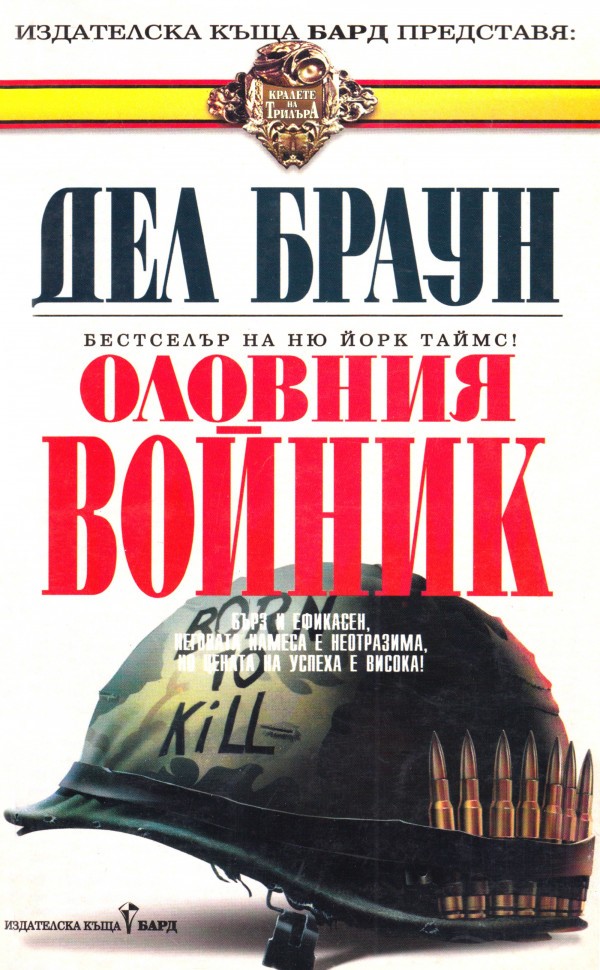 ИЗДАТЕЛСКА КЪЩА БАРД ПРЕДСТАВЯ:
КРАЛЕТЕ
НА
ТРИЛЪРА
ДЕЛ БРАУН
БЕСТСЕЛЪР НА НЮ ЙОРК ТАЙМС!
ОЛОВНИЯ
ВОЙНИК
BORN
TO
KiLL
БЪРЗ И ЕФИКАСЕН,
НЕГОВАТА НАМЕСА Е НЕОТРАЗИМА,
НО ЦЕНАТА НА УСПЕХА Е ВИСОКА!
ИЗДАТЕЛСКА КЪЩА БАРД